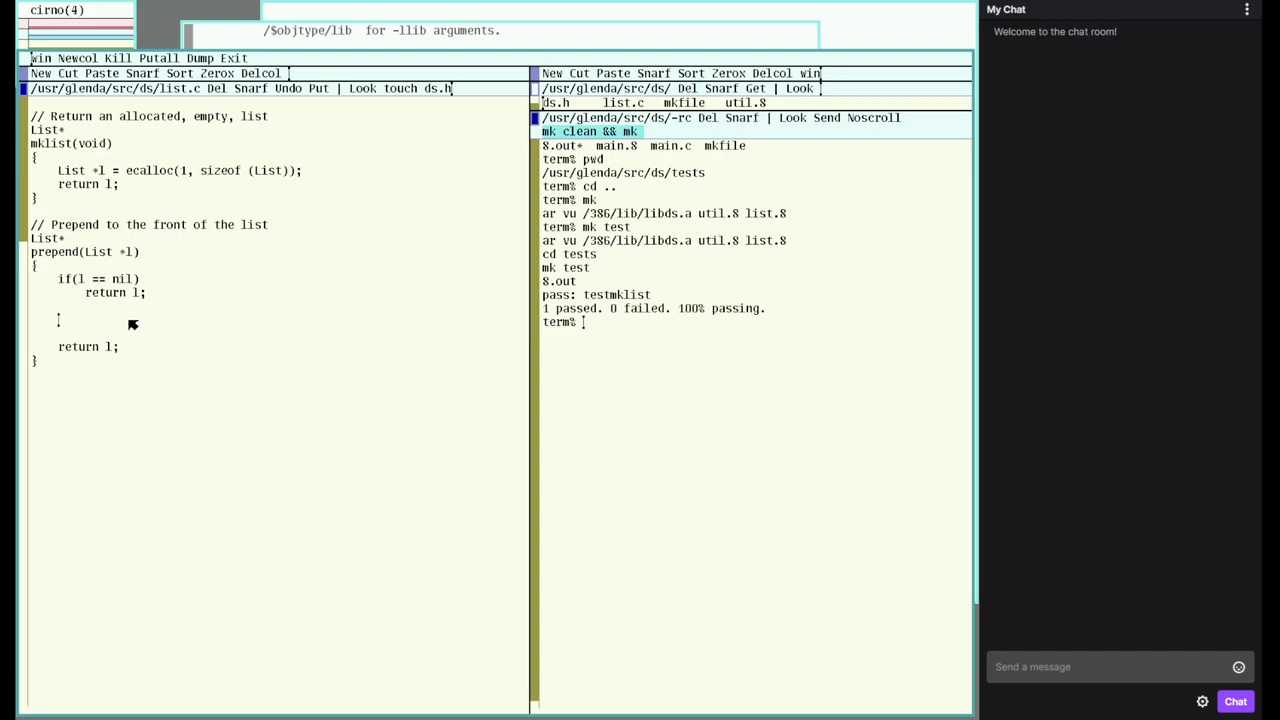 cirno(4)
/$objtype/lib  for -llib arguments.
win Newcol Kill Putall Dump Exit
New Cut Paste Snarf Sort Zerox Delcol
/usr/glenda/src/ds/list.c Del Snarf Undo Put | Look touch ds.h
// Return an allocated, empty, list
List*
mklist(void)
{
    List *l = ecalloc(1, sizeof (List));
    return l;
}
// Prepend to the front of the list
List*
prepend(List *l)
{
    if(l == nil)
        return l;
    return l;
}
New Cut Paste Snarf Sort Zerox Delcol win
/usr/glenda/src/ds/ Del Snarf Get | Look
ds.h     list.c   mkfile   util.8
/usr/glenda/src/ds/-rc Del Snarf | Look Send Noscroll
mk clean && mk
8.out*  main.8  main.c  mkfile
term% pwd
/usr/glenda/src/ds/tests
term% cd ..
term% mk
ar vu /386/lib/libds.a util.8 list.8
term% mk test
ar vu /386/lib/libds.a util.8 list.8
cd tests
mk test
8.out
pass: testmklist
1 passed. 0 failed. 100% passing.
term%
My Chat
Welcome to the chat room!
Send a message
Chat